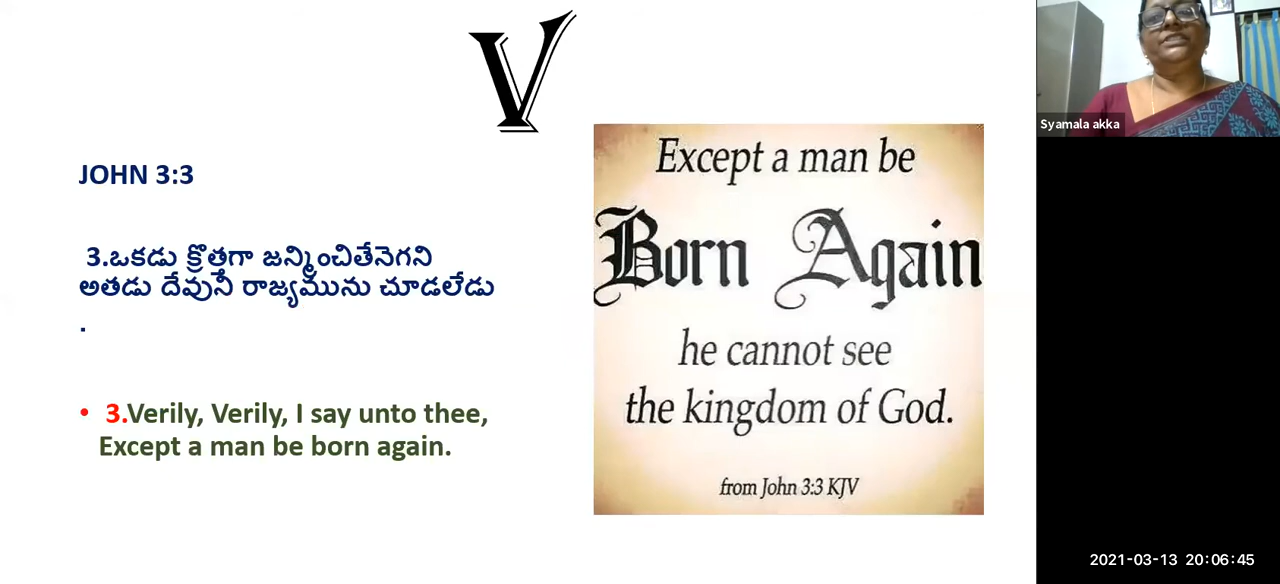 V
JOHN 3:3
3.ఒకడు క్రొత్తగా జన్మించితేనెగని
అతడు దేవుని రాజ్యమును చూడలేడు
.
• 3.Verily, Verily, I say unto thee,
Except a man be born again.
Except a man be
Born Again
he cannot see
the kingdom of God.
from John 3:3 KJV
Syamala akka
2021-03-13 20:06:45